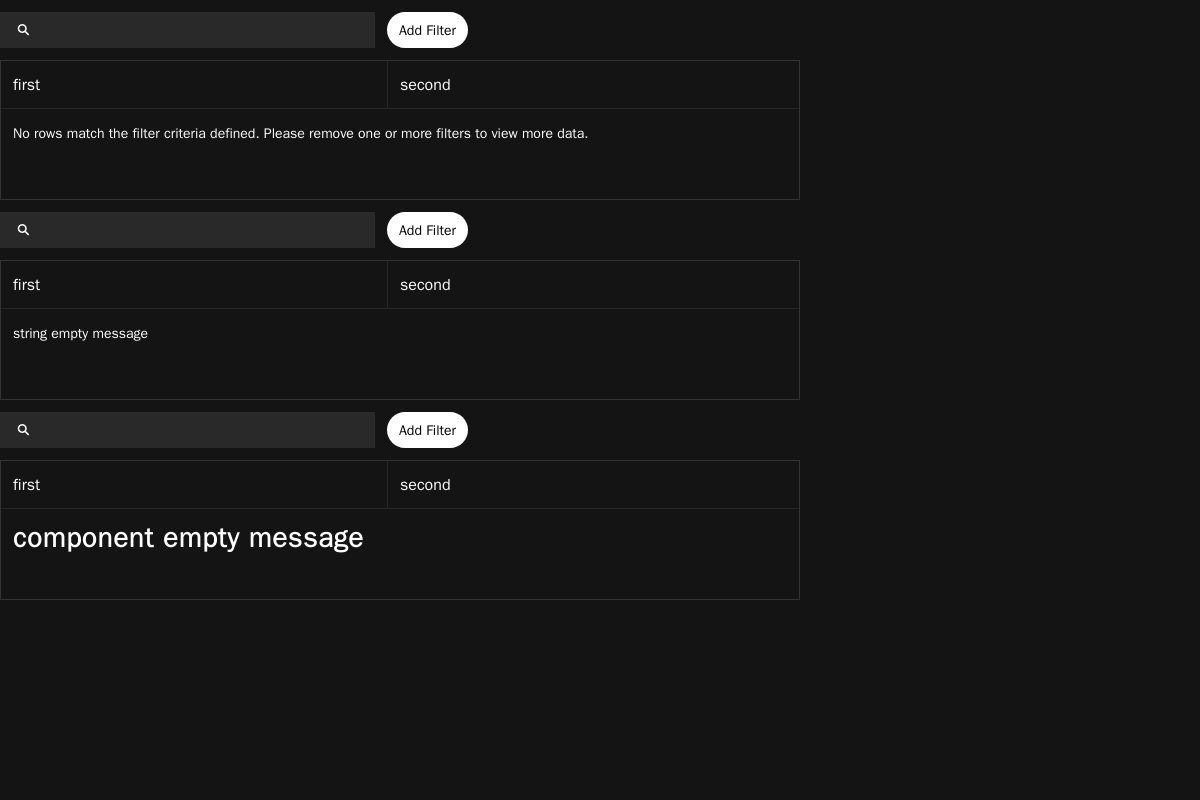 Add Filter
first second
No rows match the filter criteria defined. Please remove one or more filters to view more data.
Add Filter
first second
string empty message
Add Filter
first second
component empty message